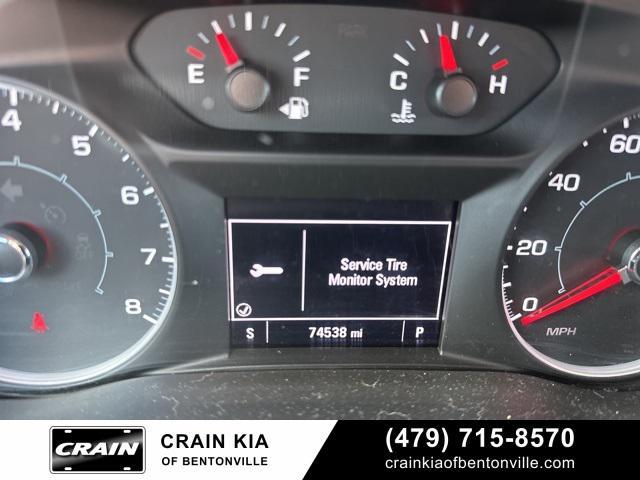 E F
C H
4
5
6
7
8
Service Tire
Monitor System
S 74538 mi P
0
20
40
60
MPH
CRAIN
CRAIN KIA
OF BENTONVILLE
(479) 715-8570
crainkiaofbentonville.com